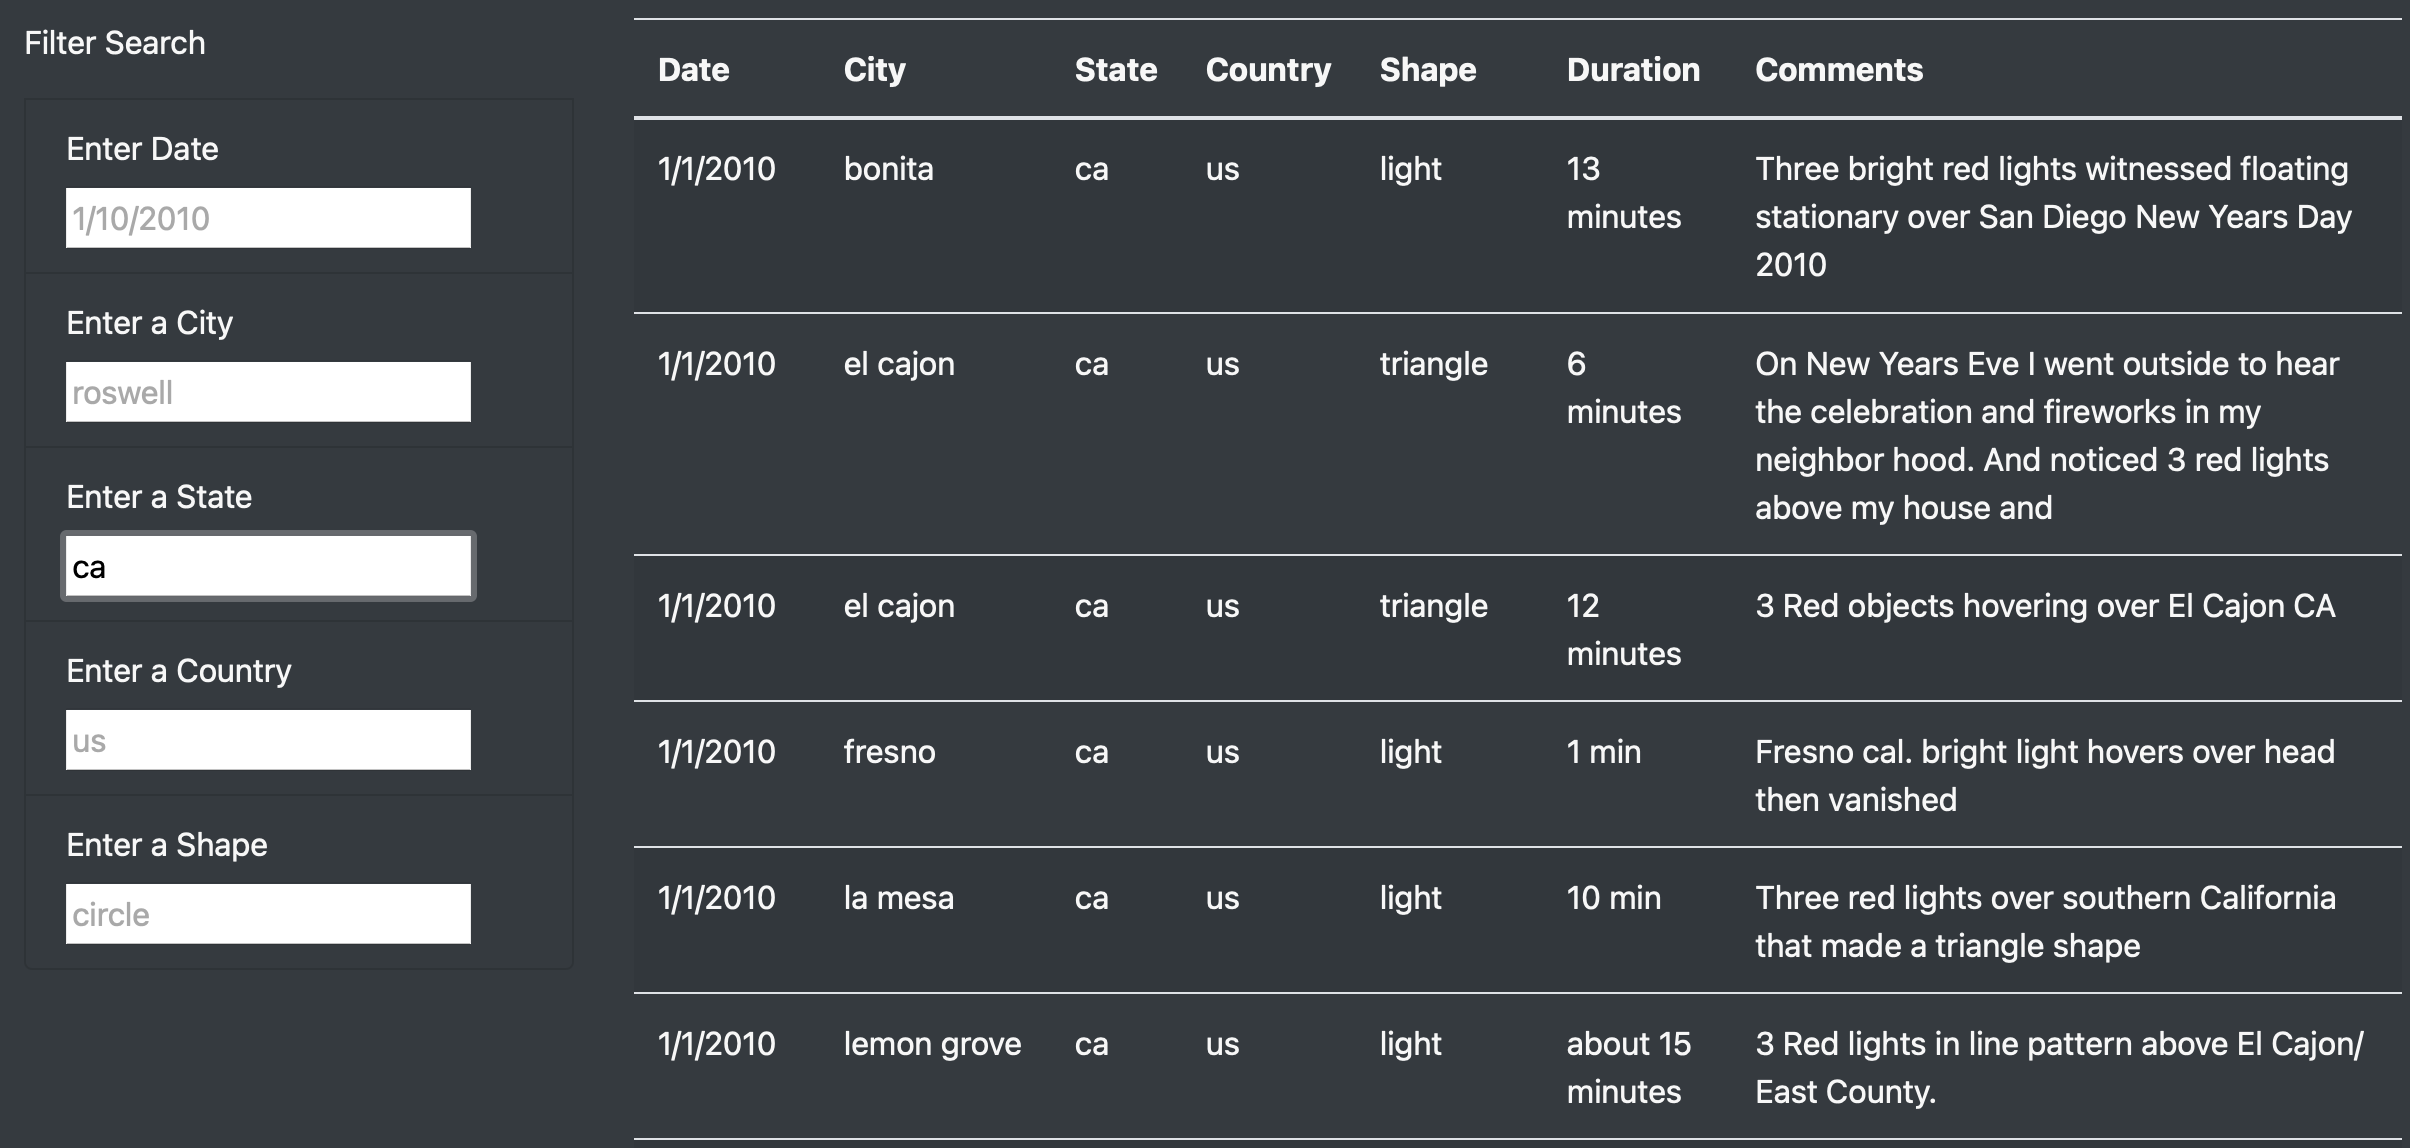 Filter Search
Enter Date
1/10/2010
Enter a City
roswell
Enter a State
ca
Enter a Country
us
Enter a Shape
circle
Date City State Country Shape Duration Comments
1/1/2010 bonita ca us light 13 Three bright red lights witnessed floating
minutes stationary over San Diego New Years Day
2010
1/1/2010 el cajon ca us triangle 6 On New Years Eve I went outside to hear
minutes the celebration and fireworks in my
neighbor hood. And noticed 3 red lights
above my house and
1/1/2010 el cajon ca us triangle 12 3 Red objects hovering over El Cajon CA
minutes
1/1/2010 fresno ca us light 1 min Fresno cal. bright light hovers over head
then vanished
1/1/2010 la mesa ca us light 10 min Three red lights over southern California
that made a triangle shape
1/1/2010 lemon grove ca us light about 15 3 Red lights in line pattern above El Cajon/
minutes East County.